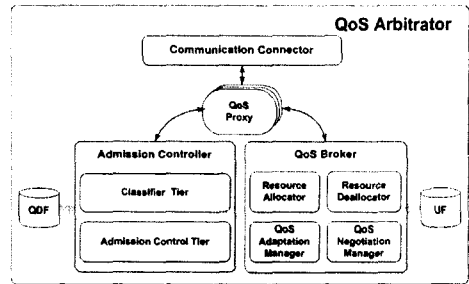 QoS Arbitrator
Communication Connector
QoS
Proxy
Admission Controller
Classifier Tier
Admission Control Tier
QDF
QoS Broker
Resource
Allocator
Resource
Deallocator
QoS
Adaptation
Manager
QoS
Negotiation
Manager
UF